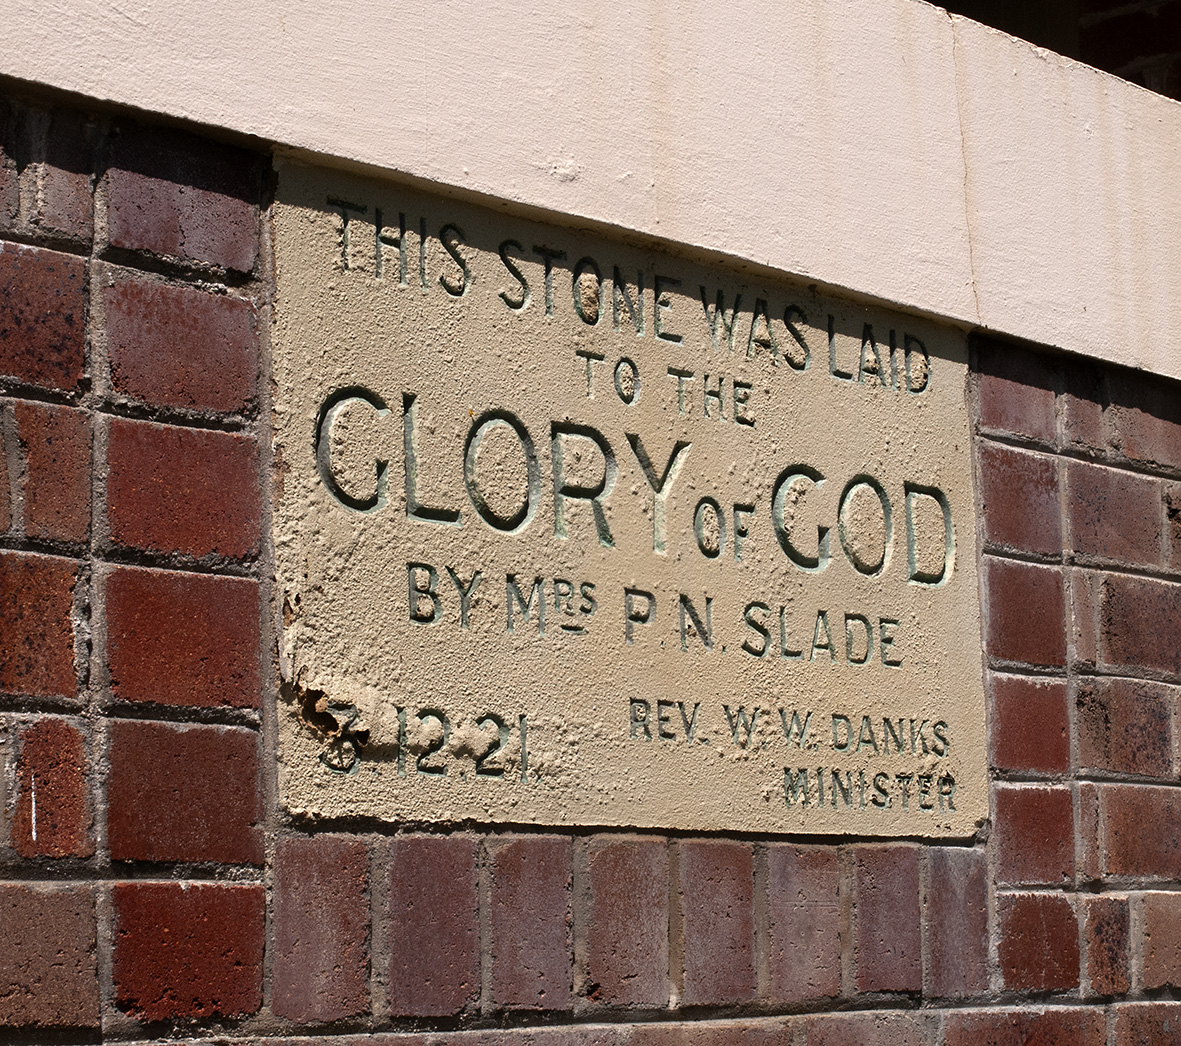 THIS STONE WAS LAID
TO THE
GLORY OF GOD
BY MRS P.N. SLADE
3.12.21
REV. W. W. DANKS
MINISTER